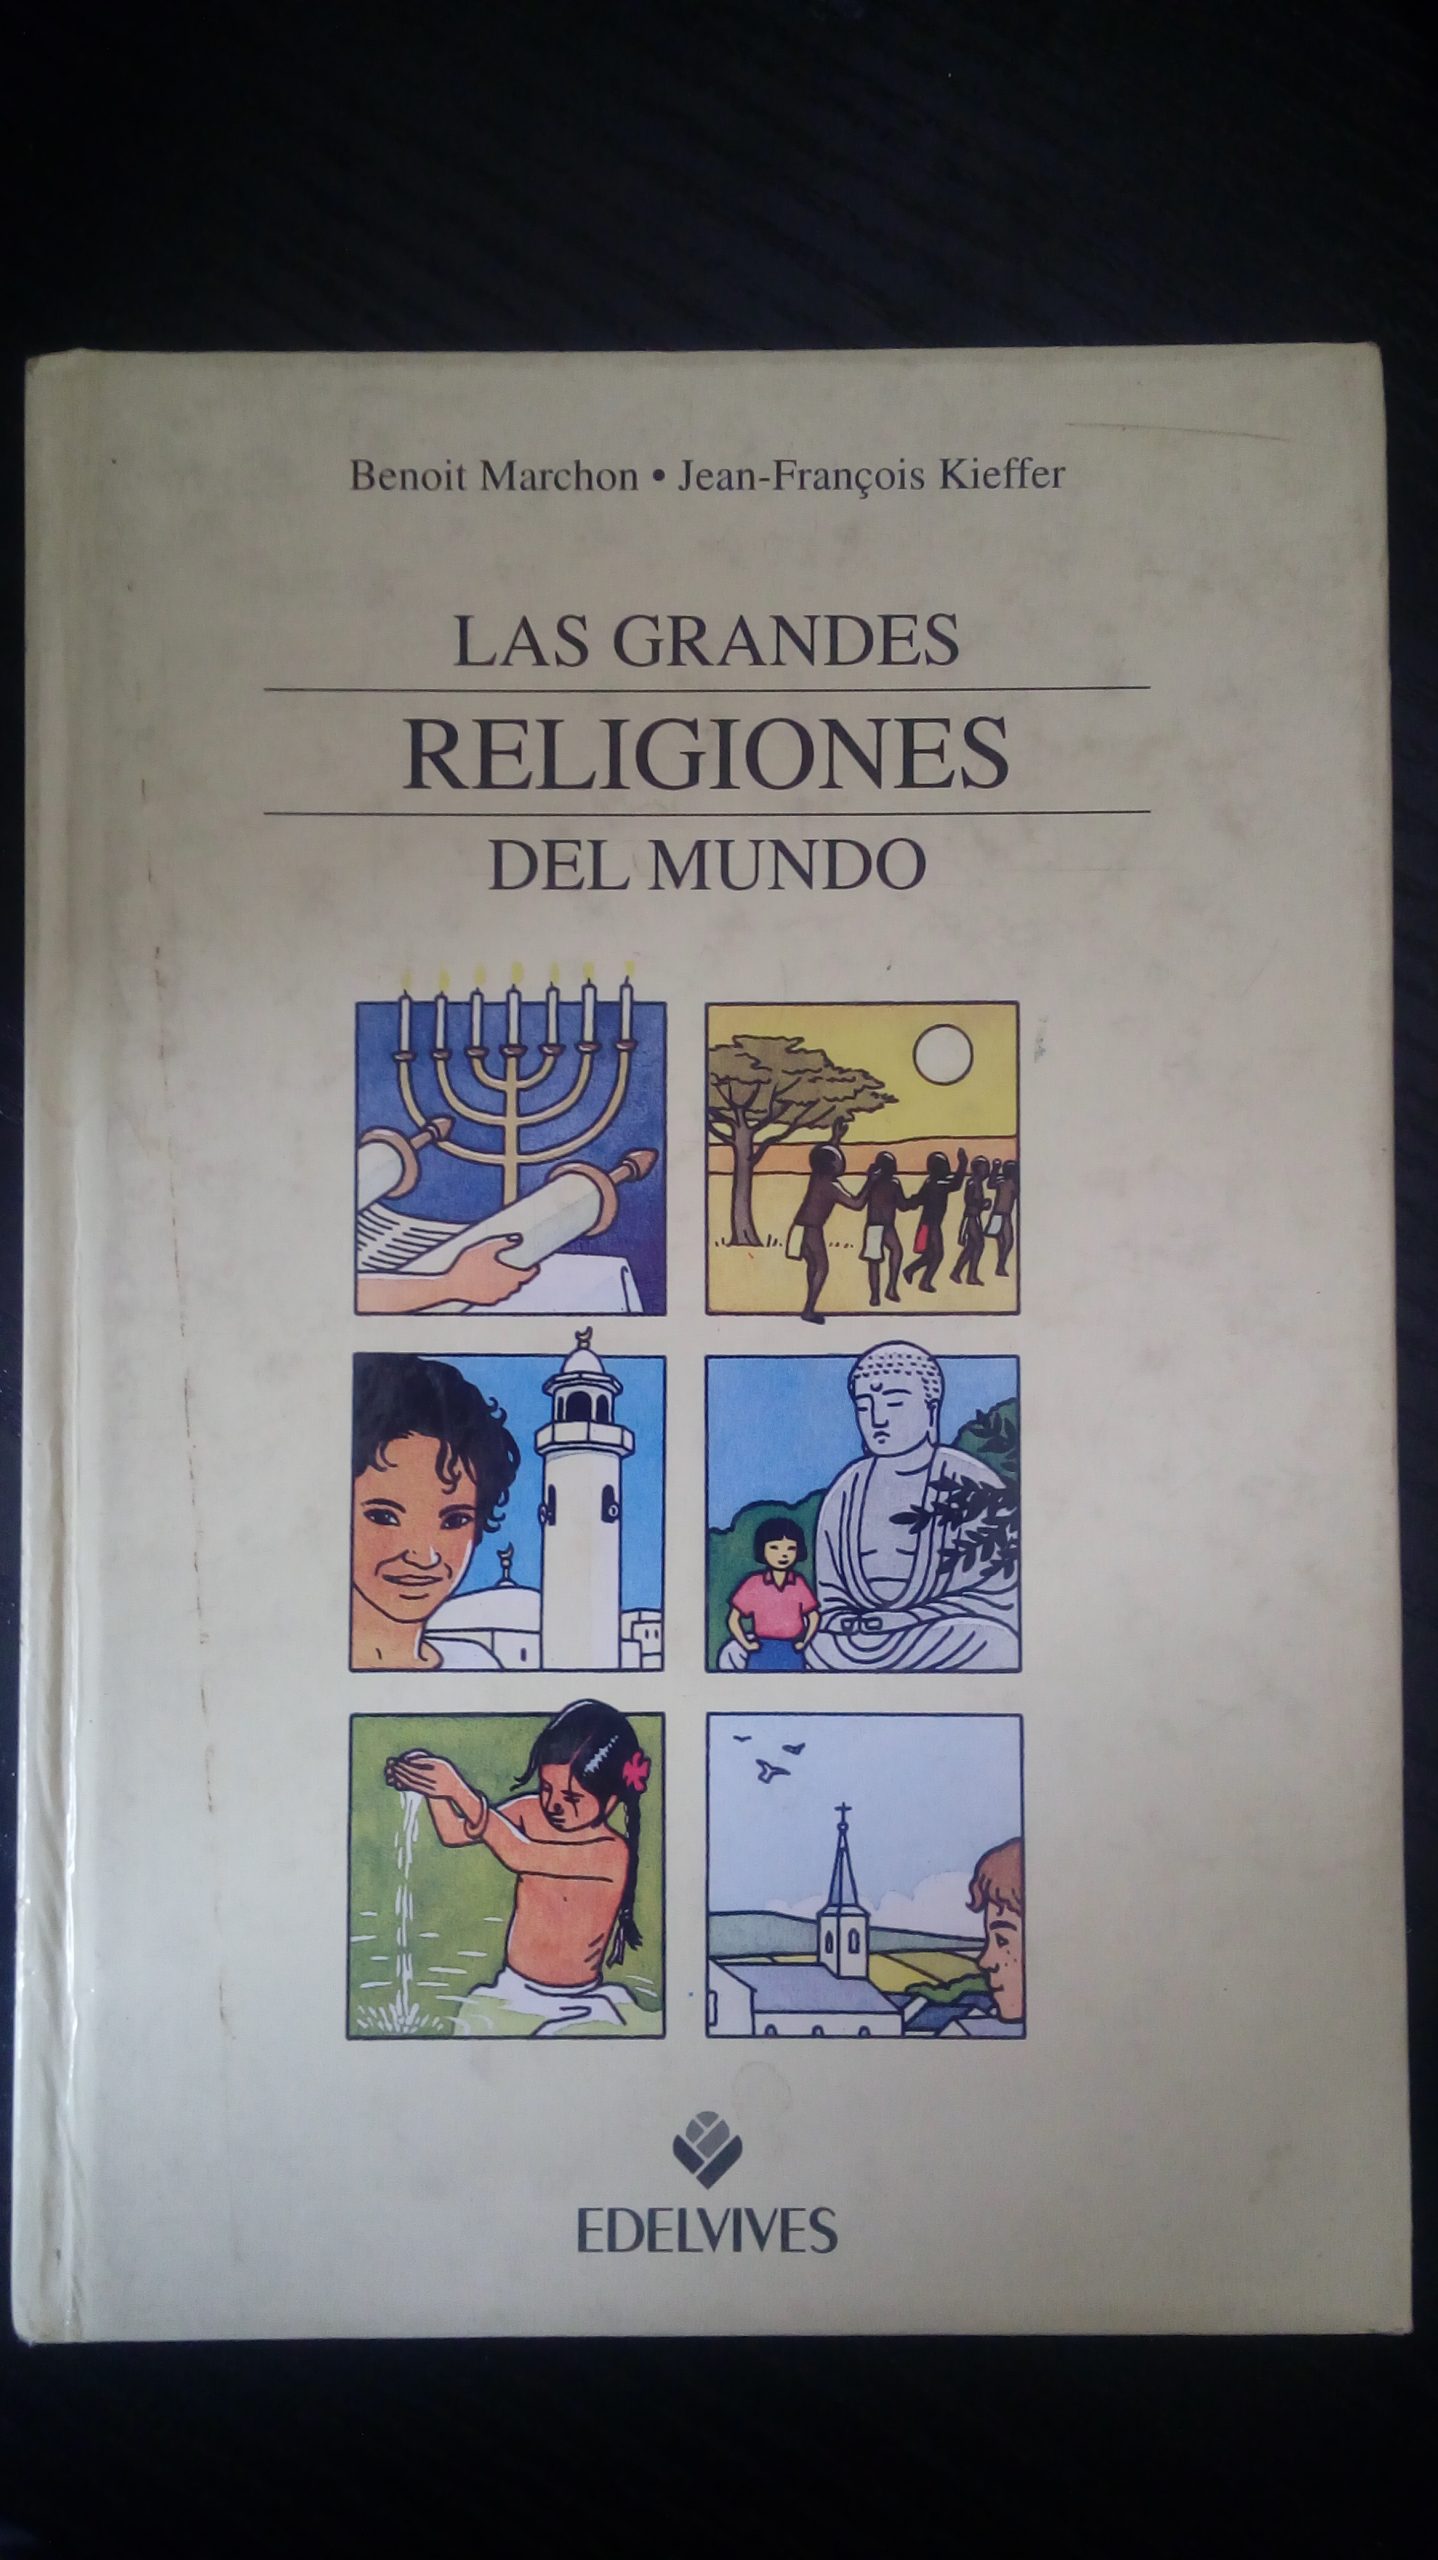 Benoit Marchon • Jean-François Kieffer
LAS GRANDES
RELIGIONES
DEL MUNDO
EDELVIVES